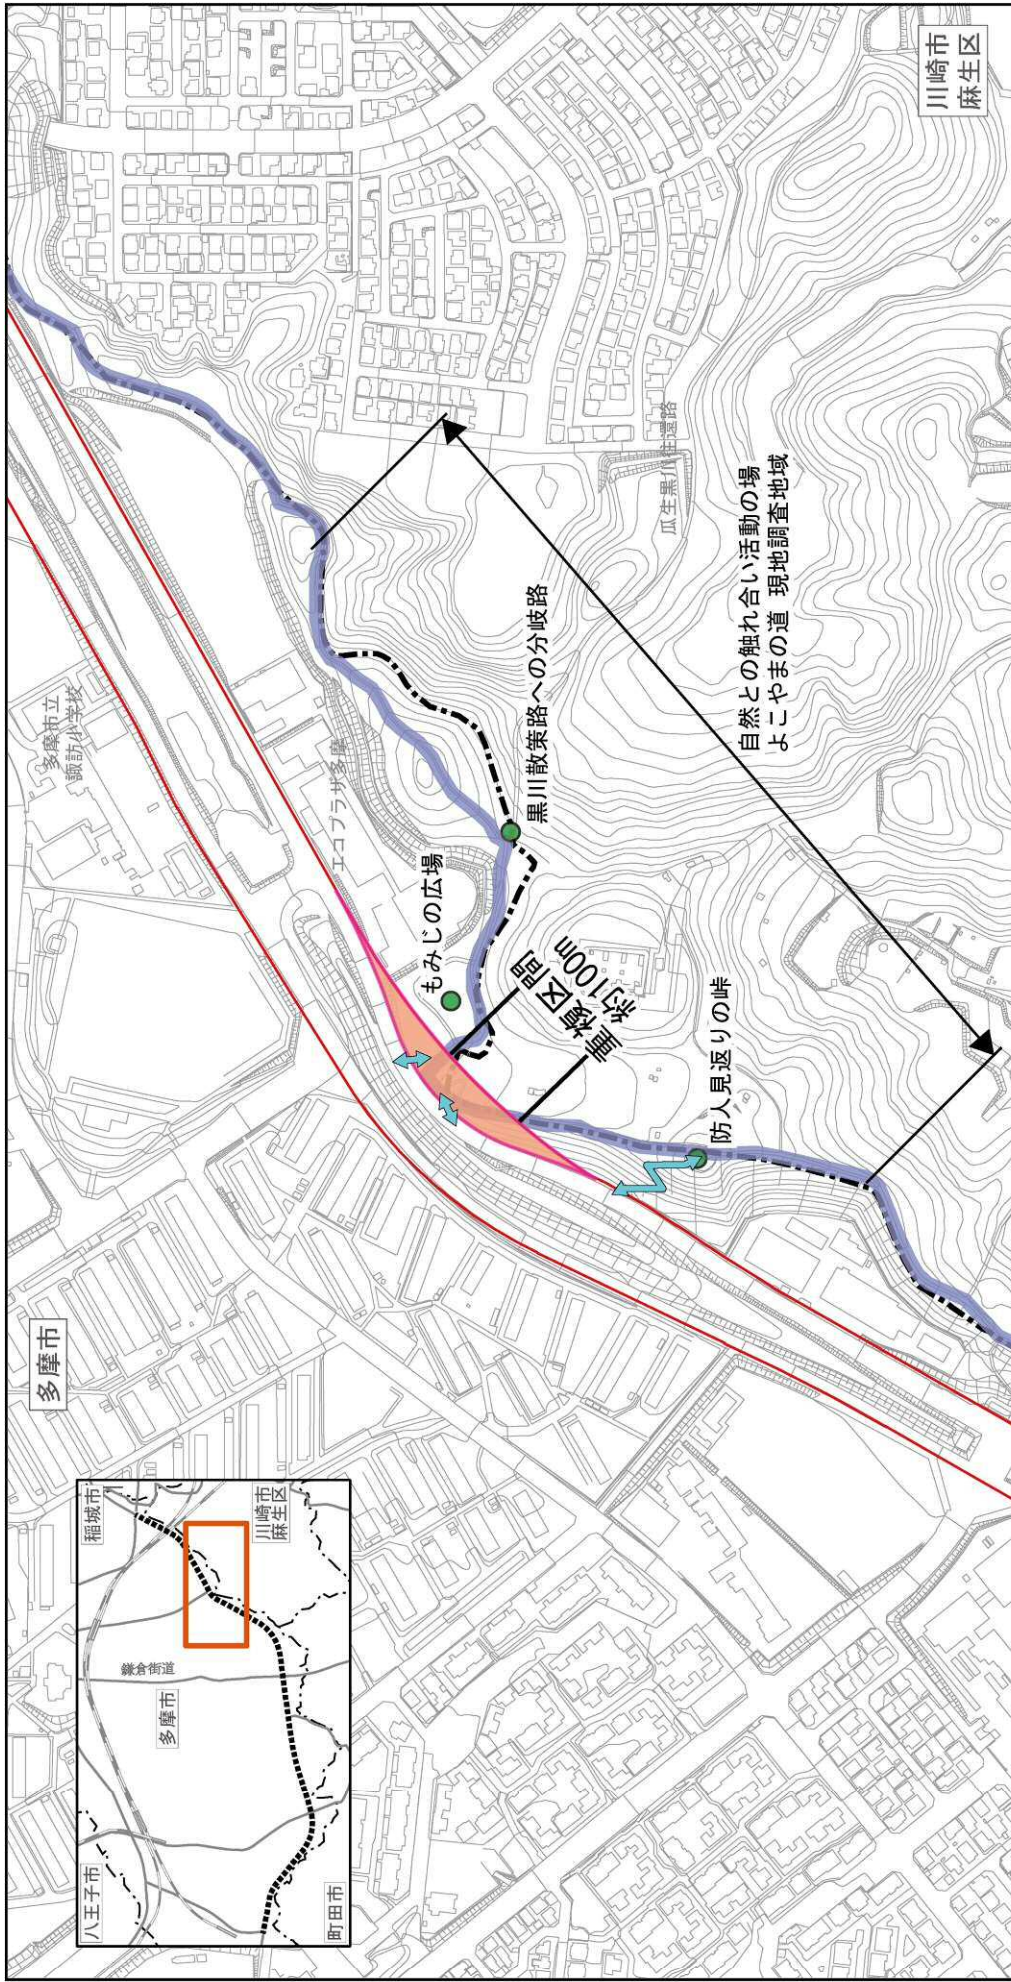 多摩市
川崎市
麻生区
多摩市立
諏訪小学校
エコプラザ多摩
もみじの広場
黒川散策路への分岐路
瓜生黒川往還路
重複区間
約100m
防人見返りの峠
自然との触れ合い活動の場
よこやまの道 現地調査地域
八王子市
稲城市
鎌倉街道
多摩市
川崎市
麻生区
町田市